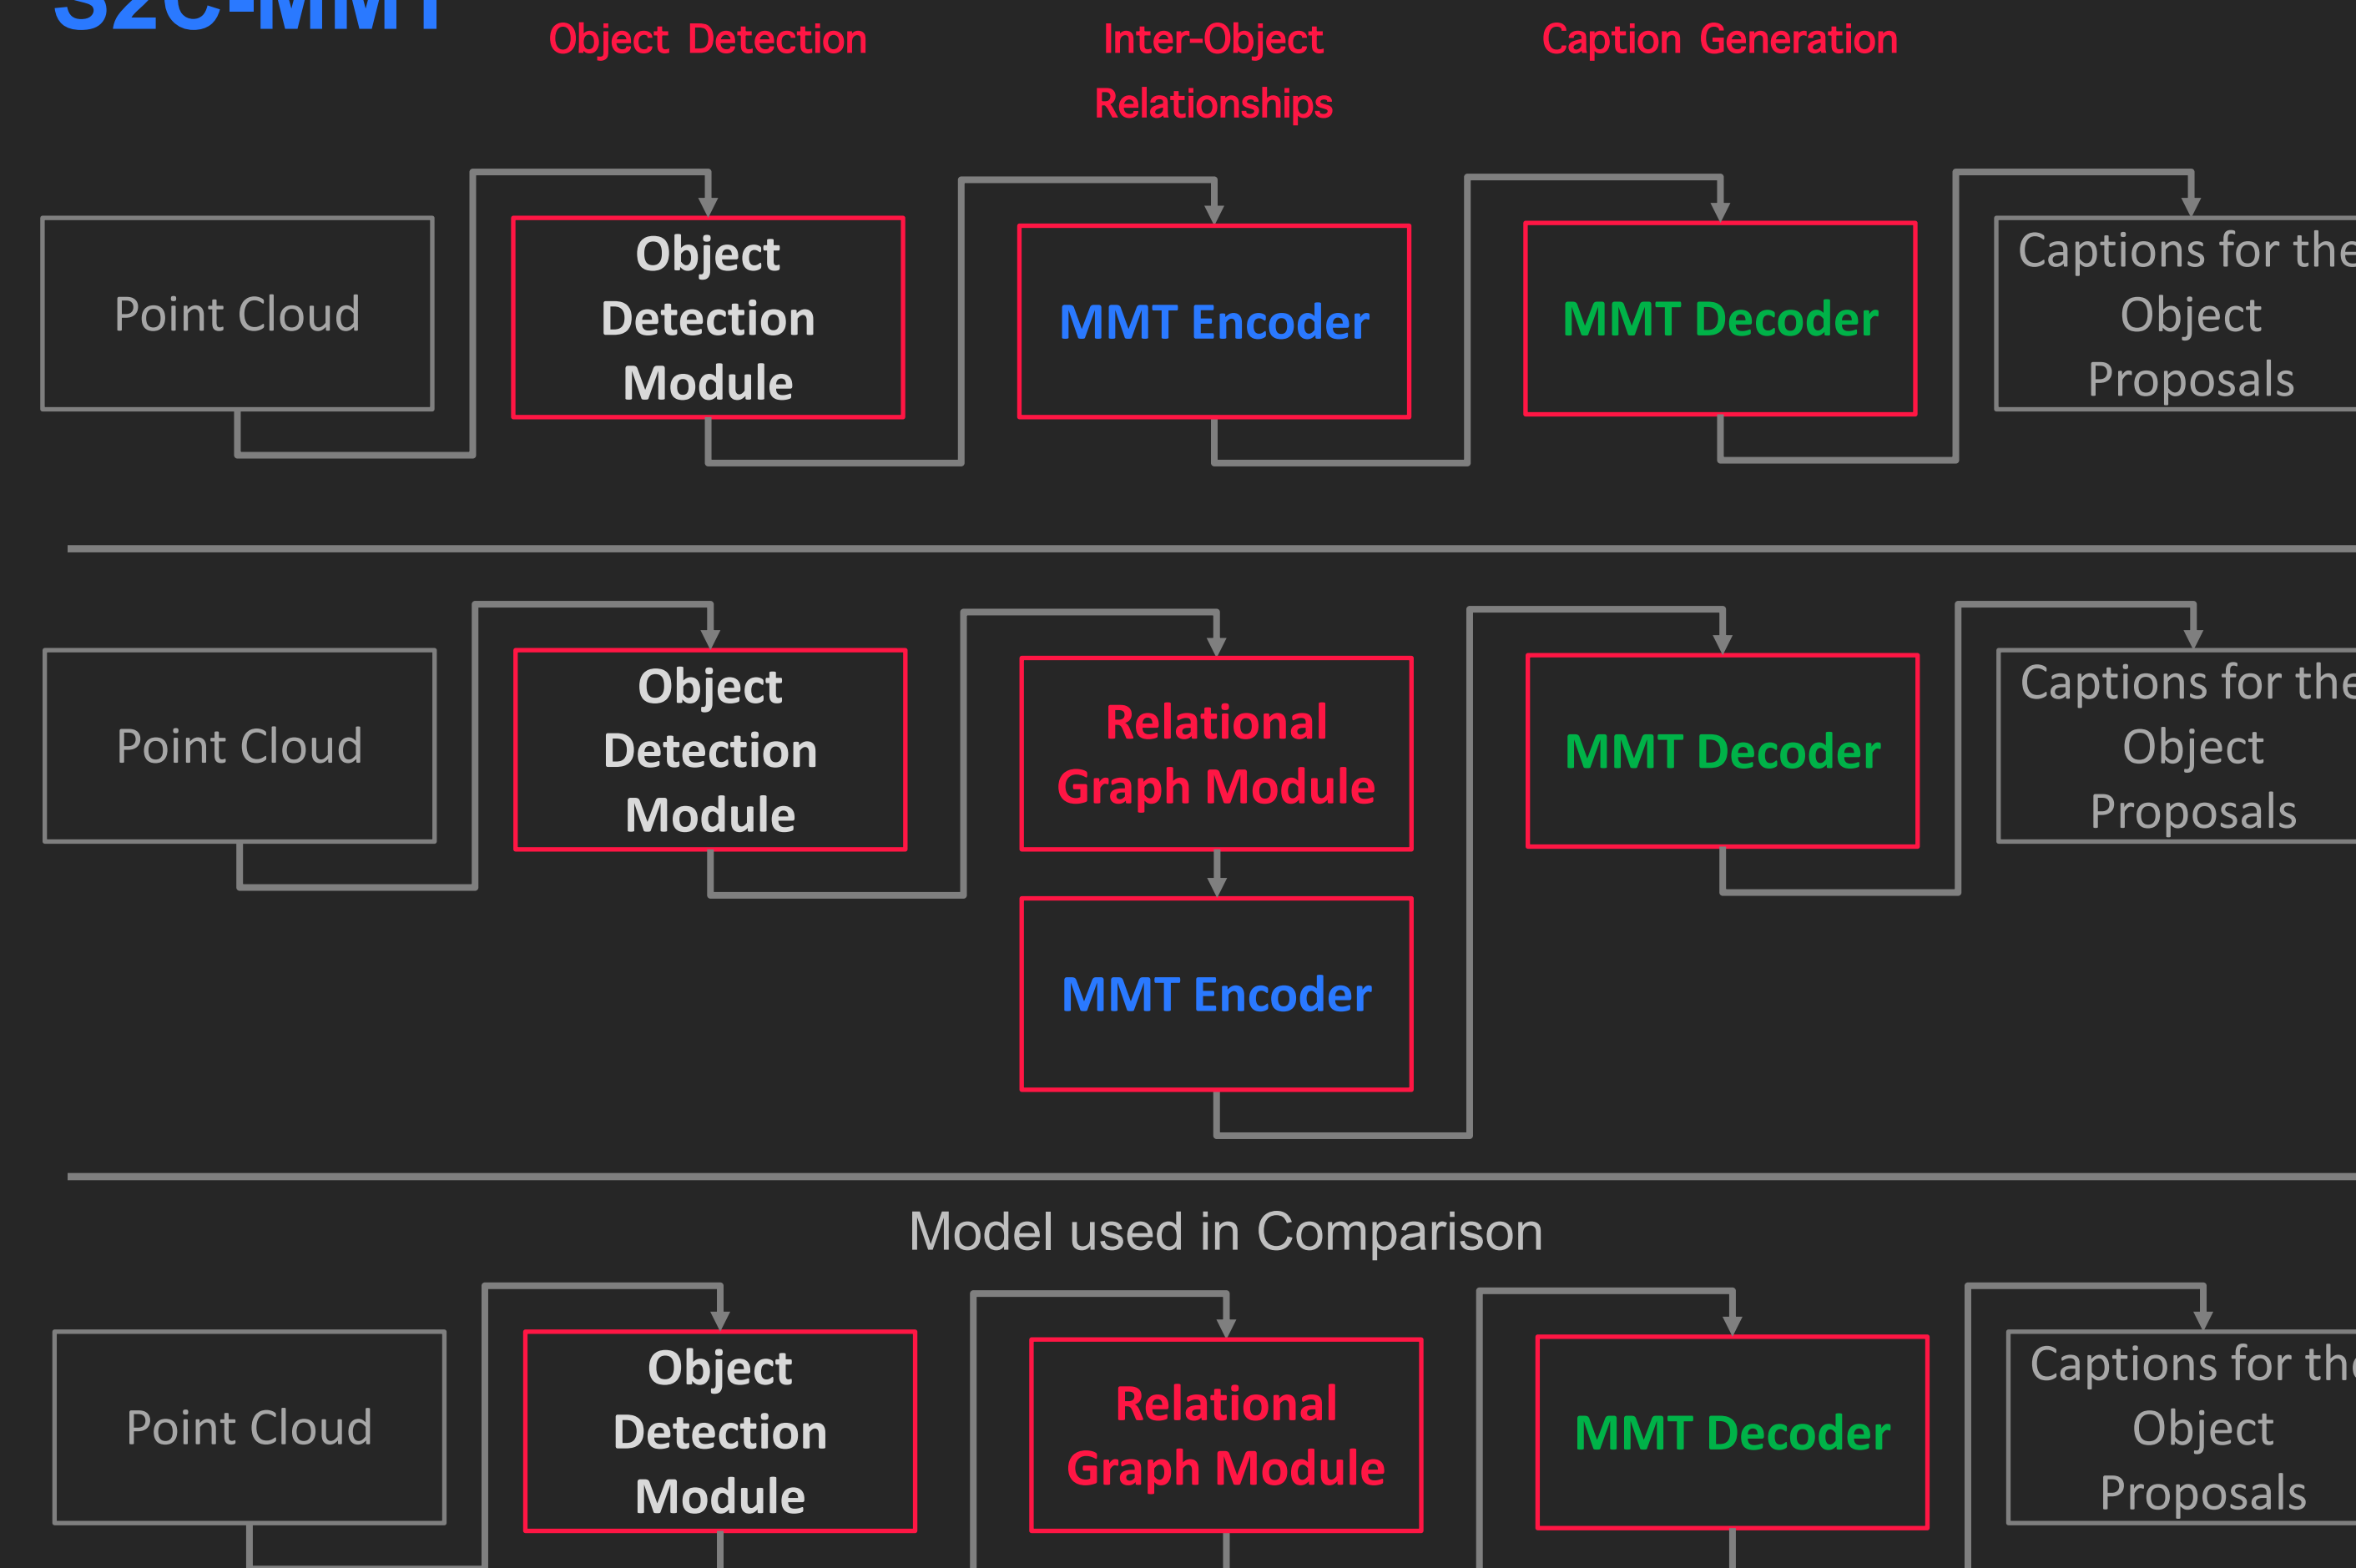 S2C-MMT
Object Detection
Inter-Object
Relationships
Caption Generation
Point Cloud
Object
Detection
Module
MMT Encoder
MMT Decoder
Captions for the
Object
Proposals
Point Cloud
Object
Detection
Module
Relational
Graph Module
MMT Encoder
MMT Decoder
Captions for the
Object
Proposals
Model used in Comparison
Point Cloud
Object
Detection
Module
Relational
Graph Module
MMT Decoder
Captions for the
Object
Proposals